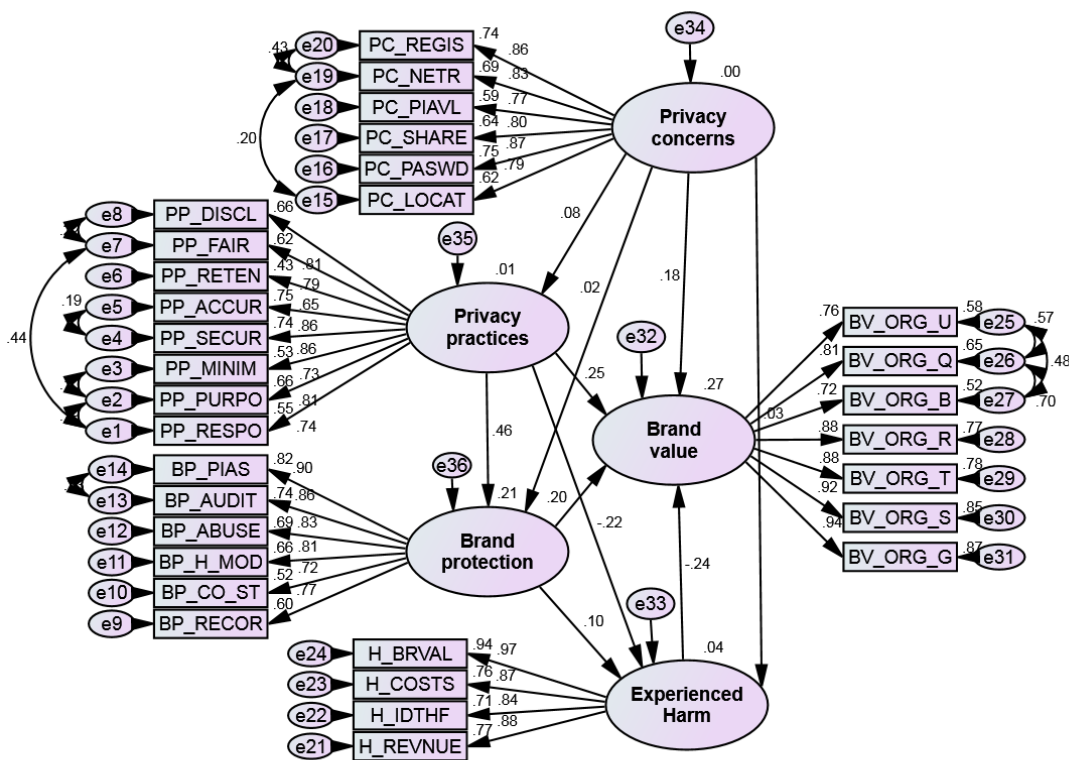 e34
.74
e20
PC_REGIS
.86
.00
.43
.69
e19
PC_NETR
.83
.59
e18
PC_PIAVL
.77
Privacy
concerns
.64
.80
e17
PC_SHARE
.20
.75
.87
e16
PC_PASWD
.79
.62
e15
PC_LOCAT
e8
PP_DISCL
.66
e7
PP_FAIR
.62
e6
PP_RETEN
.43
.81
.79
e5
PP_ACCUR
.75
.65
.19
e4
PP_SECUR
.74
.86
.44
e3
PP_MINIM
.53
.86
e2
PP_PURPO
.66
.73
e1
PP_RESPO
.55
.81
.74
e35
.01
Privacy
practices
.08
.02
.18
.25
.46
-.22
e32
.27
Brand
value
.03
.76
BV_ORG_U
.58
e25
.57
.81
BV_ORG_Q
.65
e26
.48
.72
BV_ORG_B
.52
e27
.70
.88
BV_ORG_R
.77
e28
.88
BV_ORG_T
.78
e29
.92
BV_ORG_S
.85
e30
.94
BV_ORG_G
.87
e31
e14
BP_PIAS
.82
.90
e13
BP_AUDIT
.74
.86
e12
BP_ABUSE
.69
.83
e11
BP_H_MOD
.66
.81
e10
BP_CO_ST
.52
.72
.77
e9
BP_RECOR
.60
e36
.21
Brand
protection
.20
.10
-.24
e33
.04
Experienced
Harm
e24
H_BRVAL
.94
.97
e23
H_COSTS
.76
.87
e22
H_IDTHF
.71
.84
e21
H_REVNUE
.77
.88